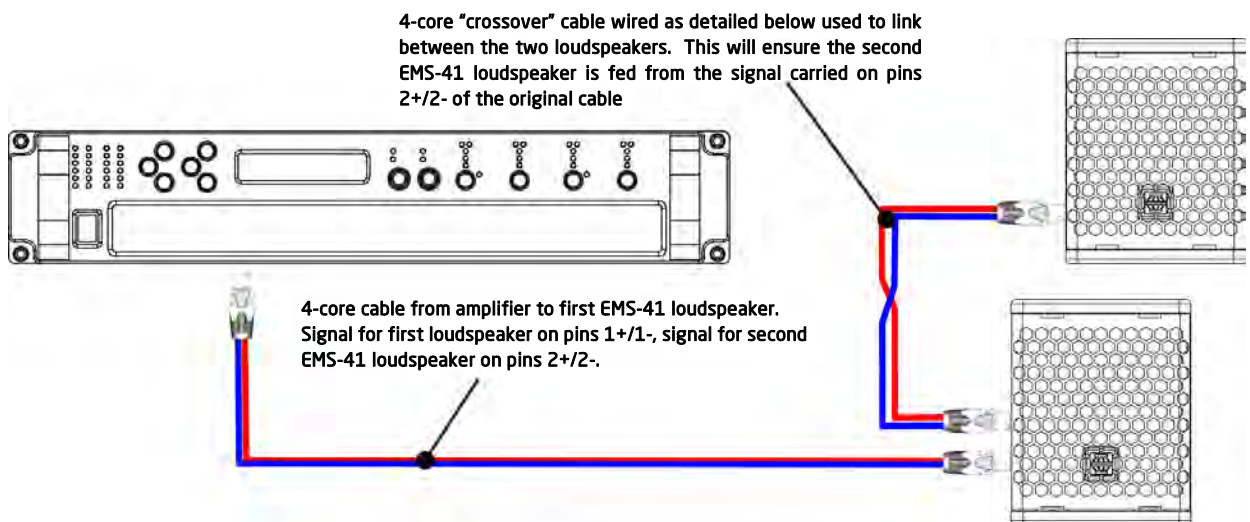 4-core “crossover” cable wired as detailed below used to link
between the two loudspeakers. This will ensure the second
EMS-41 loudspeaker is fed from the signal carried on pins
2+/2- of the original cable
4-core cable from amplifier to first EMS-41 loudspeaker.
Signal for first loudspeaker on pins 1+/1-, signal for second
EMS-41 loudspeaker on pins 2+/2-.